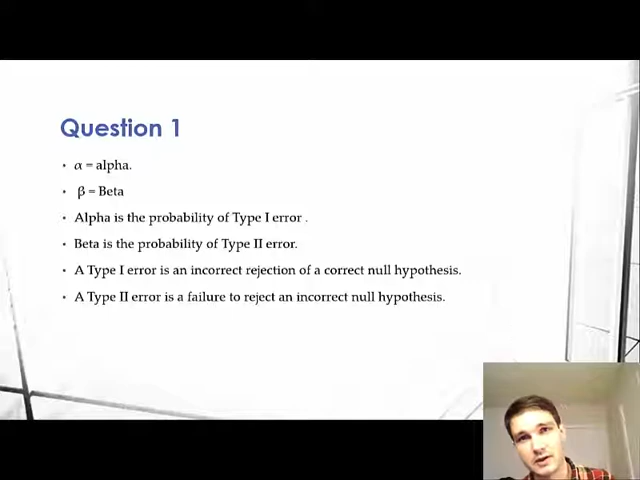 Question 1
• α = alpha.
• β = Beta
• Alpha is the probability of Type I error .
• Beta is the probability of Type II error.
• A Type I error is an incorrect rejection of a correct null hypothesis.
• A Type II error is a failure to reject an incorrect null hypothesis.